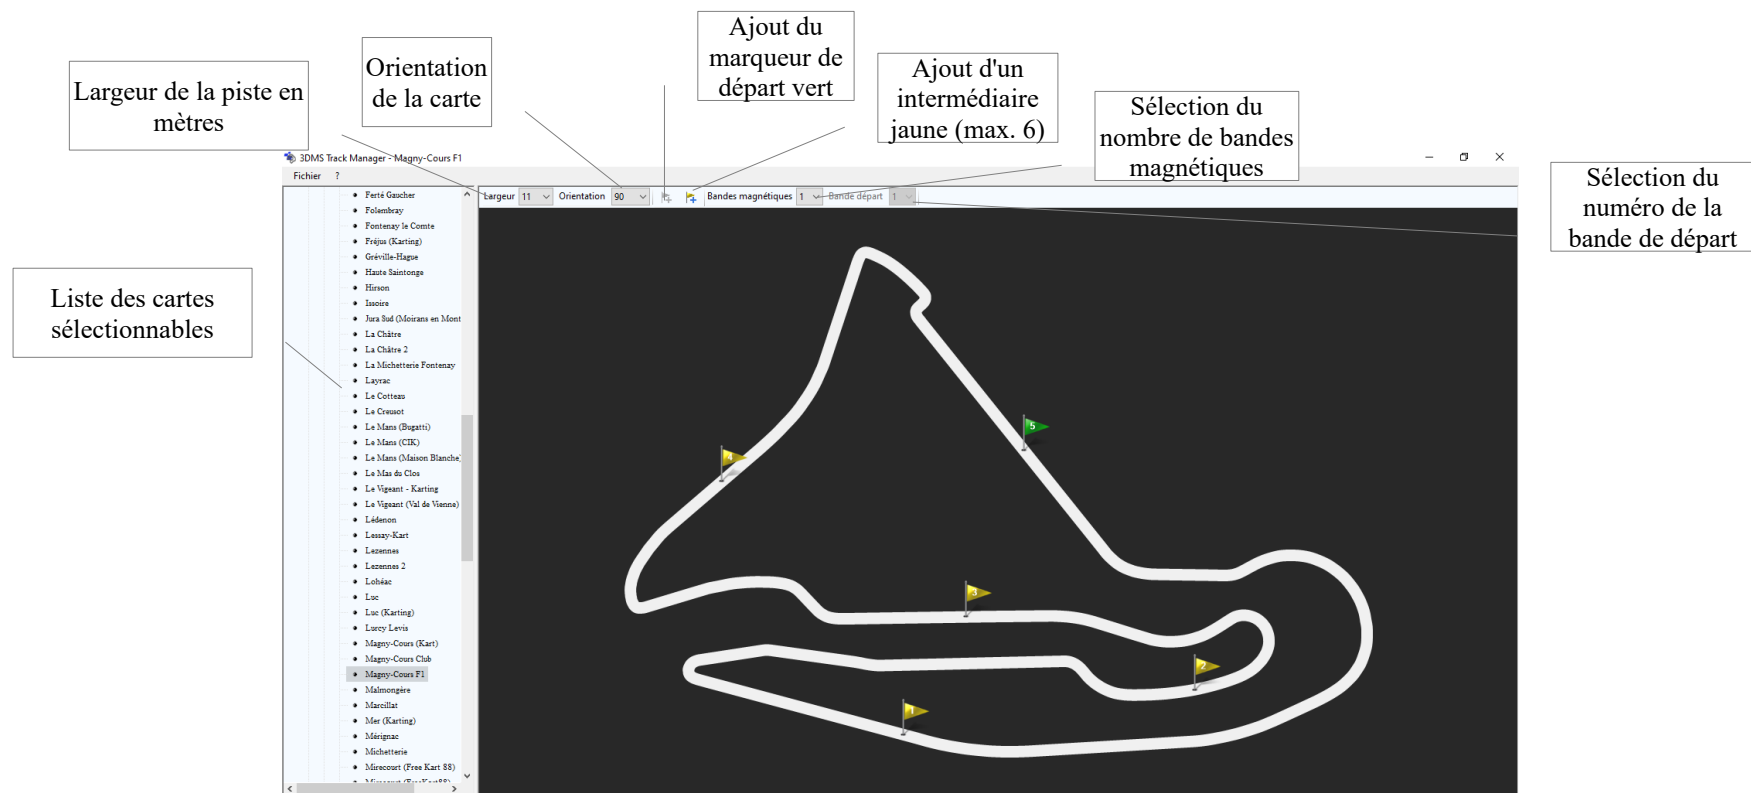 Ajout du
marqueur de
départ vert
Orientation
de la carte
Ajout d'un
intermédiaire
jaune (max. 6)
Largeur de la piste en
mètres
Sélection du
nombre de bandes
magnétiques
Sélection du
numéro de la
bande de départ
Liste des cartes
sélectionnables
3DMS Track Manager - Magny-Cours F1
Fichier ?
Largeur 11 Orientation 90 Bandes magnétiques 1 Bande départ 1
Ferté Gaucher
Folembray
Fontenay le Comte
Fréjus (Karting)
Gréville-Hague
Haute Saintonge
Hirson
Issoire
Jura Sud (Moirans en Mont
La Châtre
La Châtre 2
La Michetterie Fontenay
Layrac
Le Cotteau
Le Creusot
Le Mans (Bugatti)
Le Mans (CIK)
Le Mans (Maison Blanche)
Le Mas du Clos
Le Vigeant - Karting
Le Vigeant (Val de Vienne)
Lédenon
Lessay-Kart
Lezennes
Lezennes 2
Lohéac
Luc
Luc (Karting)
Lurcy Levis
Magny-Cours (Kart)
Magny-Cours Club
Magny-Cours F1
Malmongère
Marcillat
Mer (Karting)
Mérignac
Michetterie
Mirecourt (Free Kart 88)
Mirecourt (FreeKart88)
5
4
3
2
1